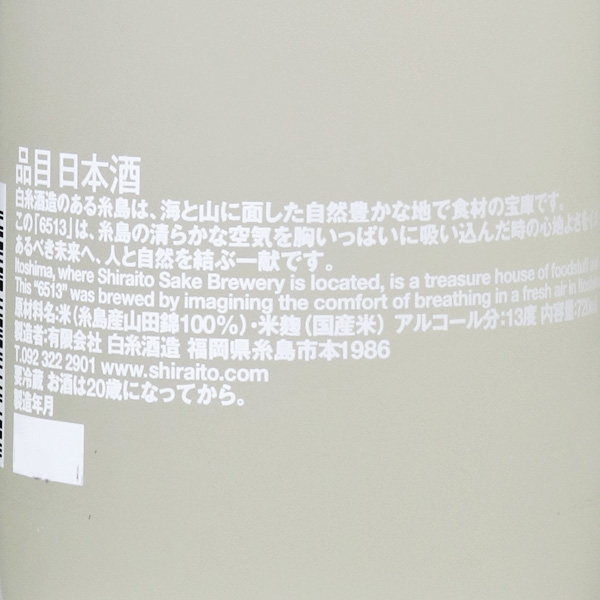 品目 日本酒
白糸酒造のある糸島は、海と山に面した自然豊かな地で食材の宝庫です。
この「6513」は、糸島の清らかな空気を胸いっぱいに吸い込んだ時の心地よさをイ
あるべき未来へ、人と自然を結ぶ一献です。
Itoshima, where Shiraito Sake Brewery is located, is a treasure house of foodstuff
This "6513" was brewed by imagining the comfort of breathing in a fresh air in
原材料名:米(糸島産山田錦100%)・米麹(国産米) アルコール分:13度 内容量:720m
製造者:有限会社 白糸酒造 福岡県糸島市本1986
T.092 322 2901 www.shiraito.com
要冷蔵 お酒は20歳になってから。
製造年月